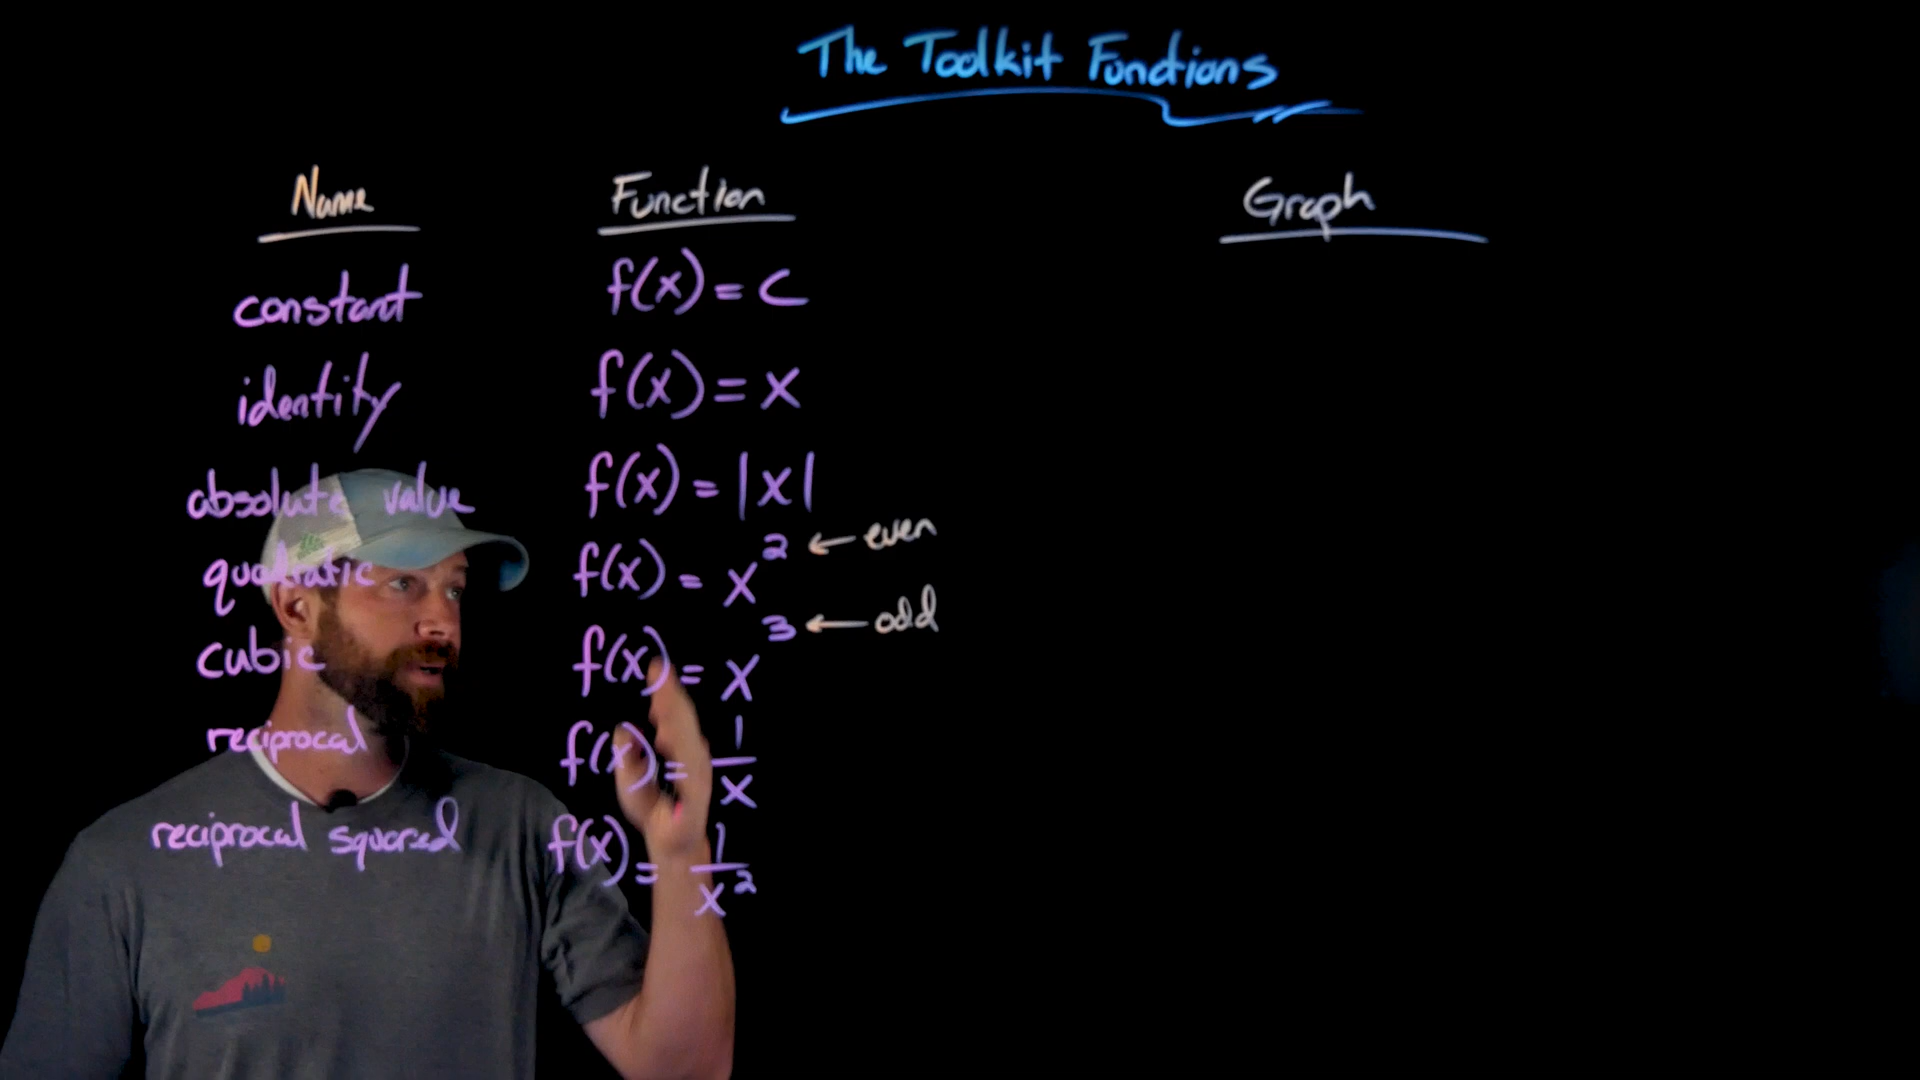 The Toolkit Functions
Name Function Graph
constant f(x) = c
identity f(x) = x
absolute value f(x) = |x|
quadratic f(x) = x² ← even
cubic f(x) = x³ ← odd
reciprocal f(x) = 1/x
reciprocal squared f(x) = 1/x²